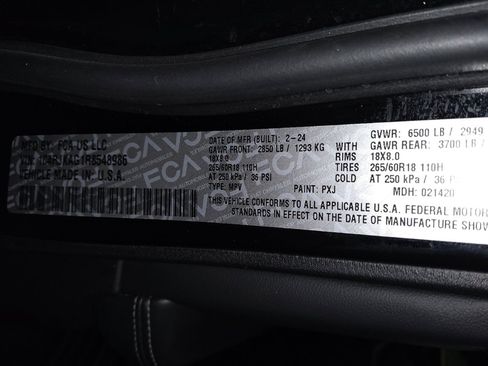 MFD BY: FCA US LLC
VIN: 1C4RJKAG1R8548986
VEHICLE MADE IN U.S.A.
DATE OF MFR (BUILT): 2-24
GAWR FRONT: 2850 LB / 1293 KG
18X8.0
265/60R18 110H
AT 250 kPa / 36 PSI
TYPE: MPV
PAINT: PXJ
GVWR: 6500 LB / 2949
GAWR REAR: 3700 LB /
RIMS 18X8.0
TIRES 265/60R18 110H
COLD AT 250 kPa / 36 P
MDH: 021420
THIS VEHICLE CONFORMS TO ALL APPLICABLE U.S.A. FEDERAL MOTOR
STANDARDS IN EFFECT ON THE DATE OF MANUFACTURE SHOW